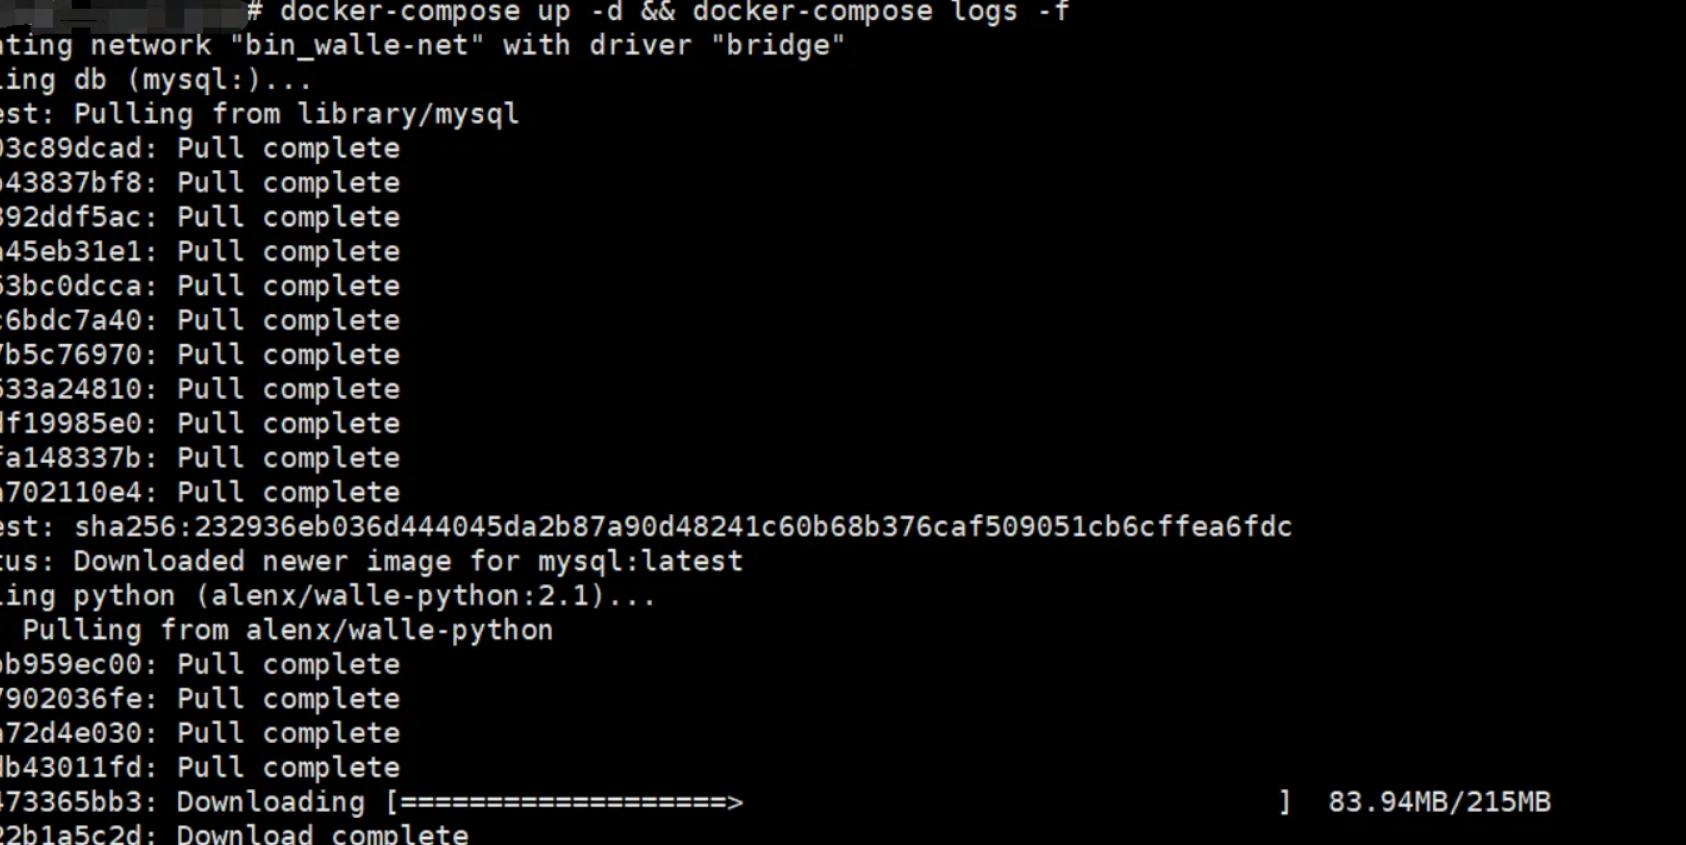 # docker-compose up -d && docker-compose logs -f
ating network "bin_walle-net" with driver "bridge"
ling db (mysql:)...
est: Pulling from library/mysql
03c89dcad: Pull complete
b43837bf8: Pull complete
392ddf5ac: Pull complete
a45eb31e1: Pull complete
53bc0dcca: Pull complete
c6bdc7a40: Pull complete
7b5c76970: Pull complete
533a24810: Pull complete
df19985e0: Pull complete
fa148337b: Pull complete
a702110e4: Pull complete
est: sha256:232936eb036d444045da2b87a90d48241c60b68b376caf509051cb6cffea6fdc
tus: Downloaded newer image for mysql:latest
ling python (alenx/walle-python:2.1)...
Pulling from alenx/walle-python
bb959ec00: Pull complete
7902036fe: Pull complete
a72d4e030: Pull complete
db43011fd: Pull complete
473365bb3: Downloading [===================>                               ]  83.94MB/215MB
22b1a5c2d: Download complete